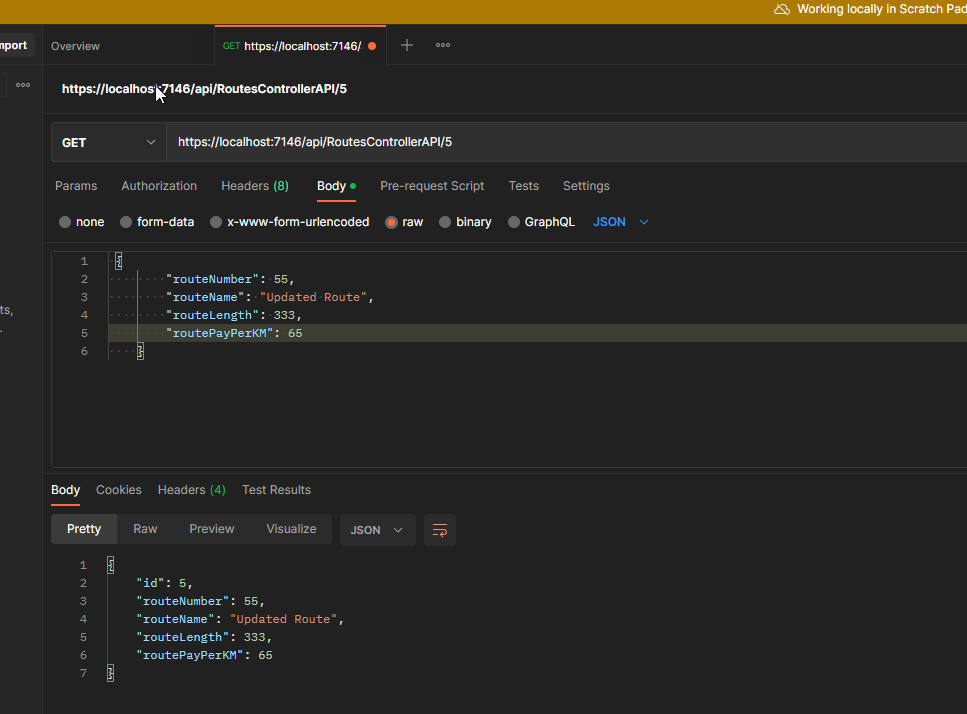 Working locally in Scratch Pad
mport
Overview
GET https://localhost:7146/
https://localhost:7146/api/RoutesControllerAPI/5
GET
https://localhost:7146/api/RoutesControllerAPI/5
Params Authorization Headers (8) Body Pre-request Script Tests Settings
none form-data x-www-form-urlencoded raw binary GraphQL JSON
1 {
2 "routeNumber": 55,
3 "routeName": "Updated Route",
ts,
4 "routeLength": 333,
5 "routePayPerKM": 65
6 }
Body Cookies Headers (4) Test Results
Pretty Raw Preview Visualize JSON
1 {
2 "id": 5,
3 "routeNumber": 55,
4 "routeName": "Updated Route",
5 "routeLength": 333,
6 "routePayPerKM": 65
7 }